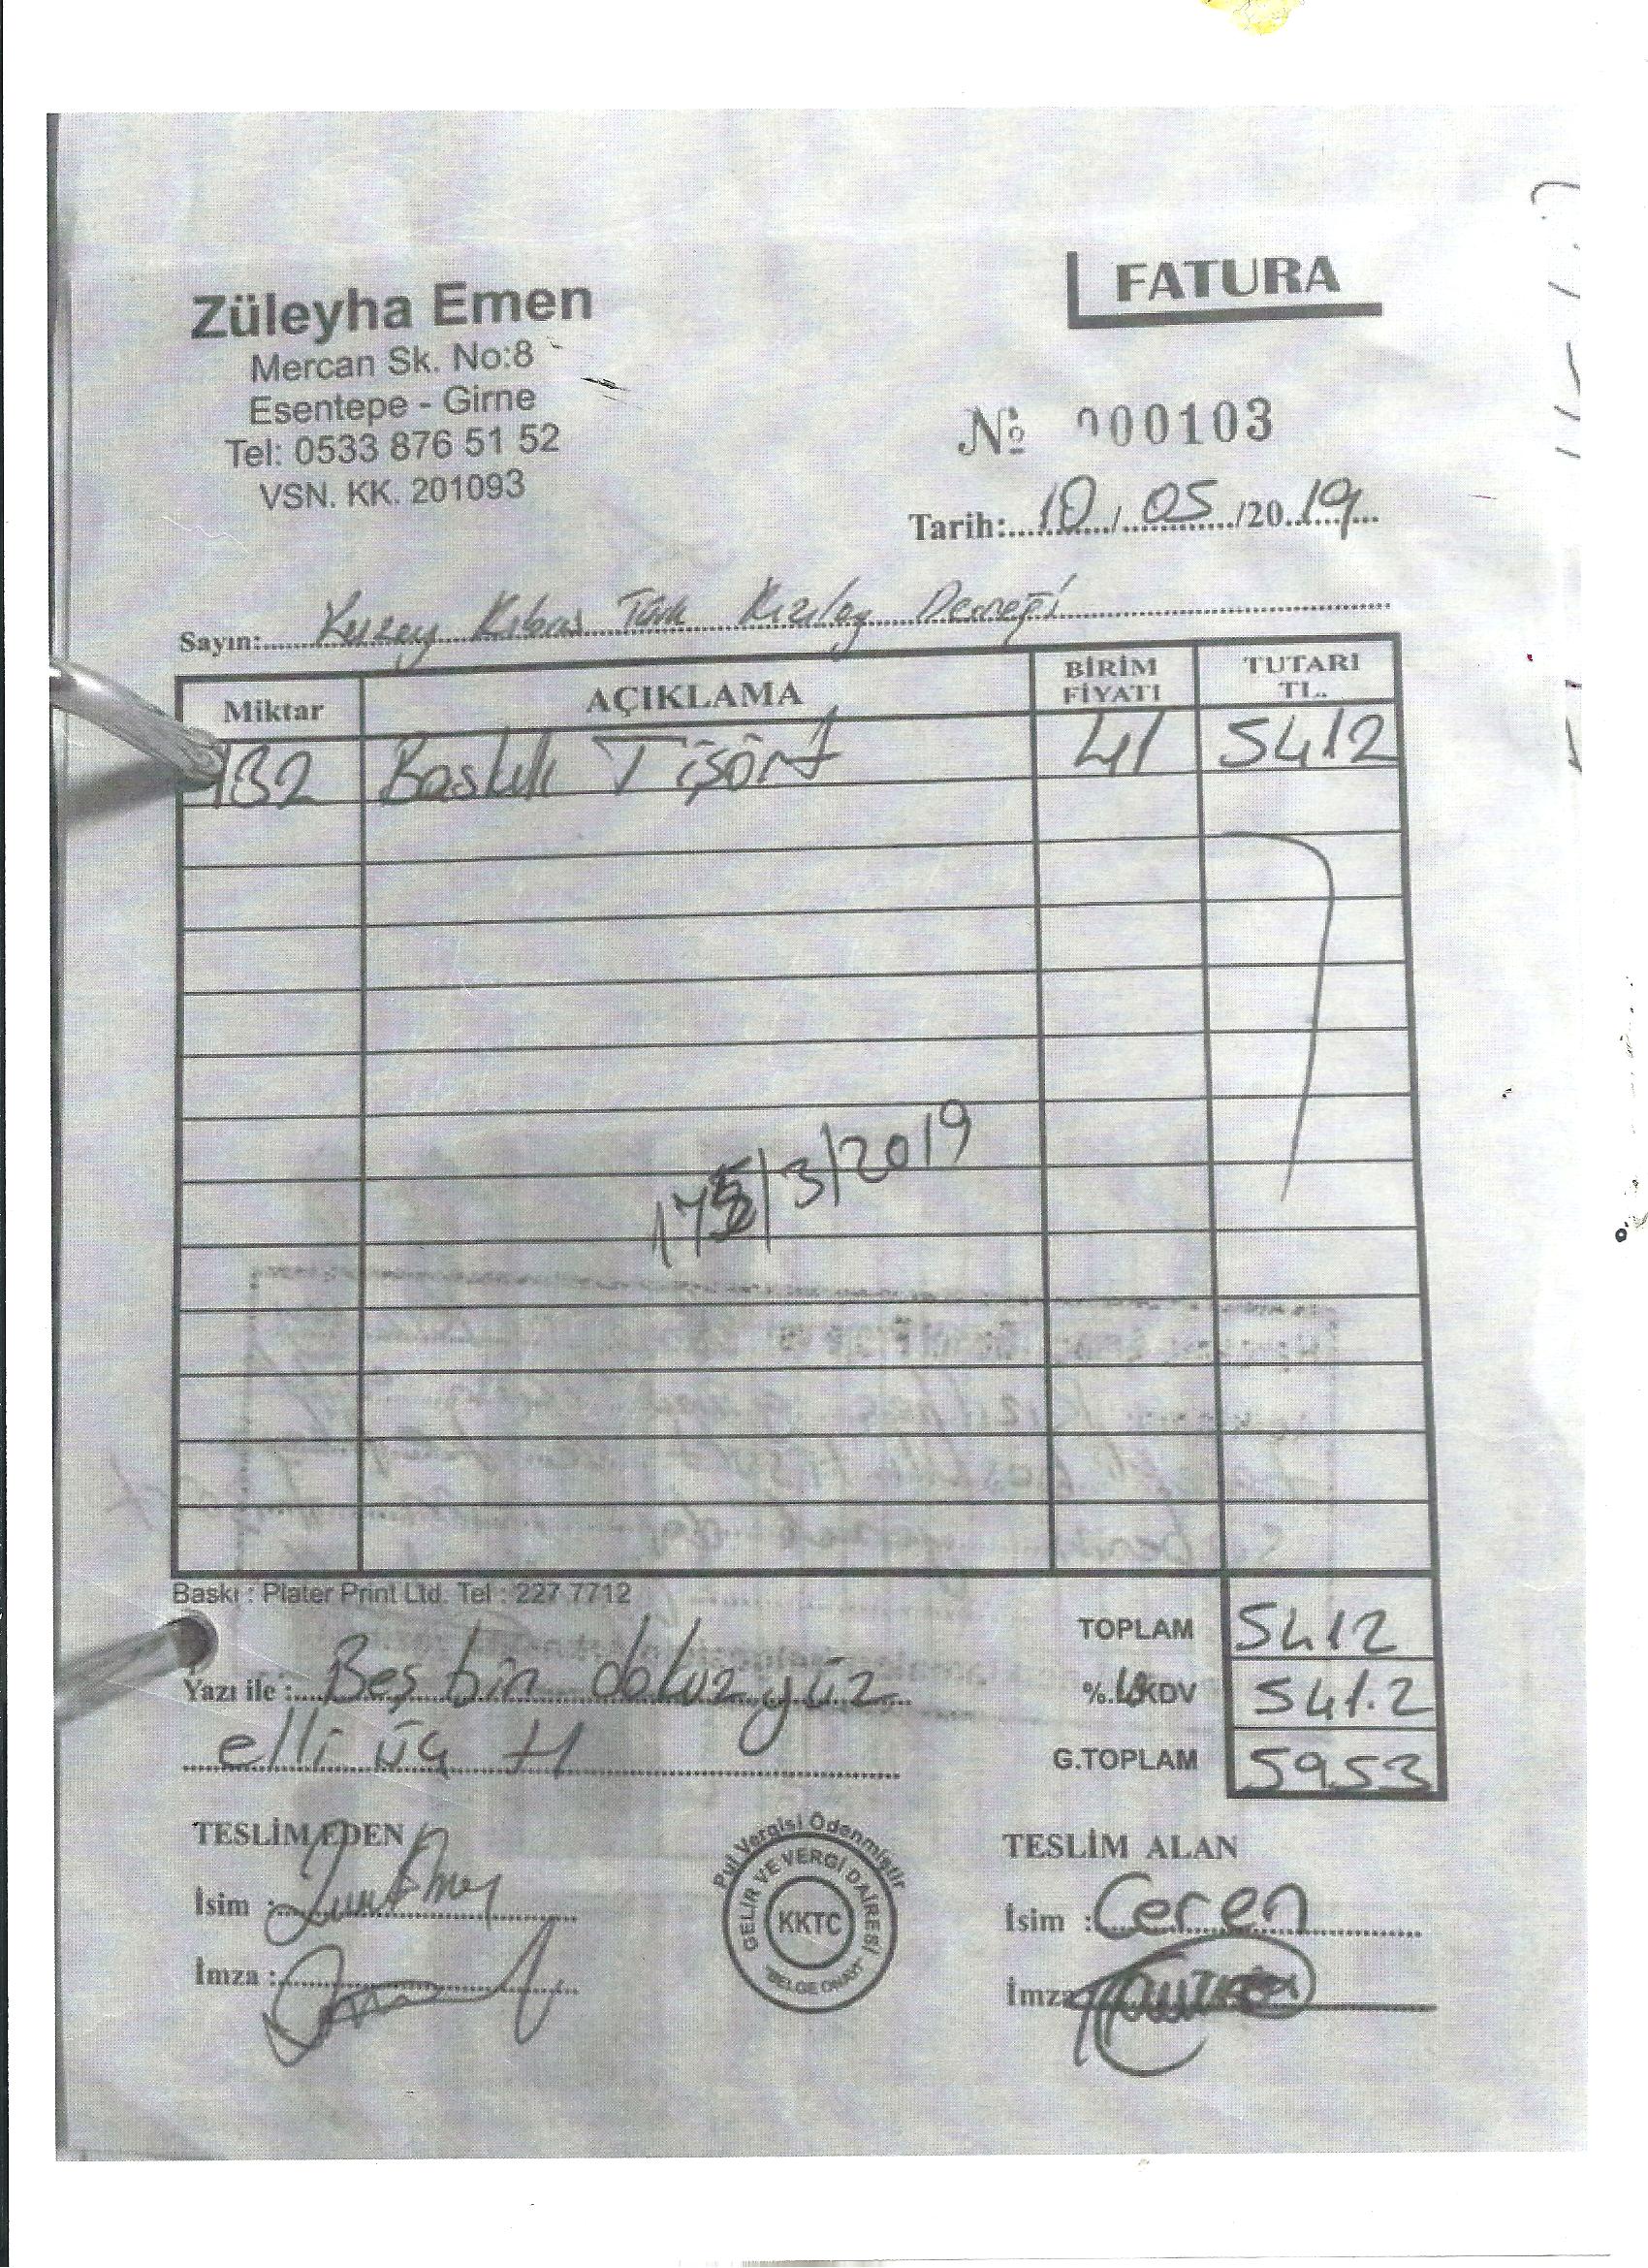 FATURA
Züleyha Emen
Mercan Sk. No:8
Esentepe - Girne
Tel: 0533 876 51 52
VSN. KK. 201093
№ 000103
Tarih: 10/05/2019
Sayın: Kuzey Kıbrıs Türk Kızılay Derneği
Miktar AÇIKLAMA BİRİM FİYATI TUTARI TL.
132 Baskılı Tişört 41 5412
/3/2019
Baskı : Plater Print Ltd. Tel : 227 7712
TOPLAM 5412
Yazı ile : Beş bin dokuz yüz
%.10 KDV 541.2
elli üç tl
G.TOPLAM 5953
TESLİM EDEN
İsim :
İmza :
Pul Vergisi Ödenmiştir
GELİR VE VERGİ DAİRESİ
KKTC
"BELGE ONAYI"
TESLİM ALAN
İsim : Ceren
İmza